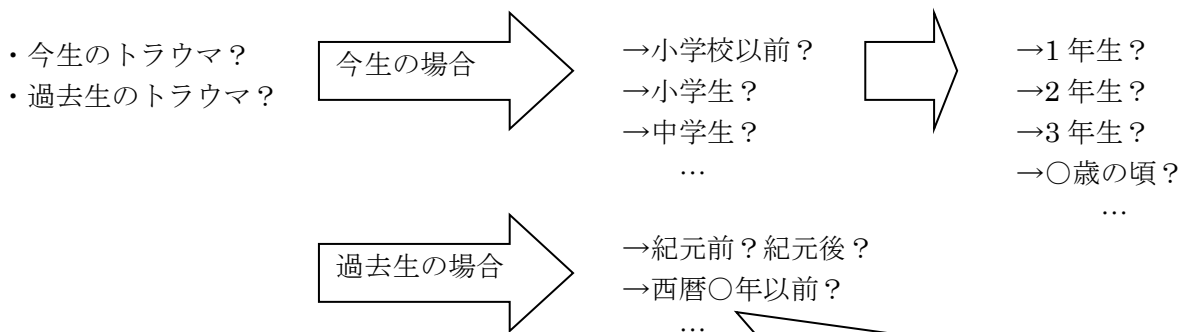 ・今生のトラウマ？
・過去生のトラウマ？
今生の場合
→小学校以前？
→小学生？
→中学生？
…
→1 年生？
→2 年生？
→3 年生？
→○歳の頃？
…
過去生の場合
→紀元前？紀元後？
→西暦○年以前？
…